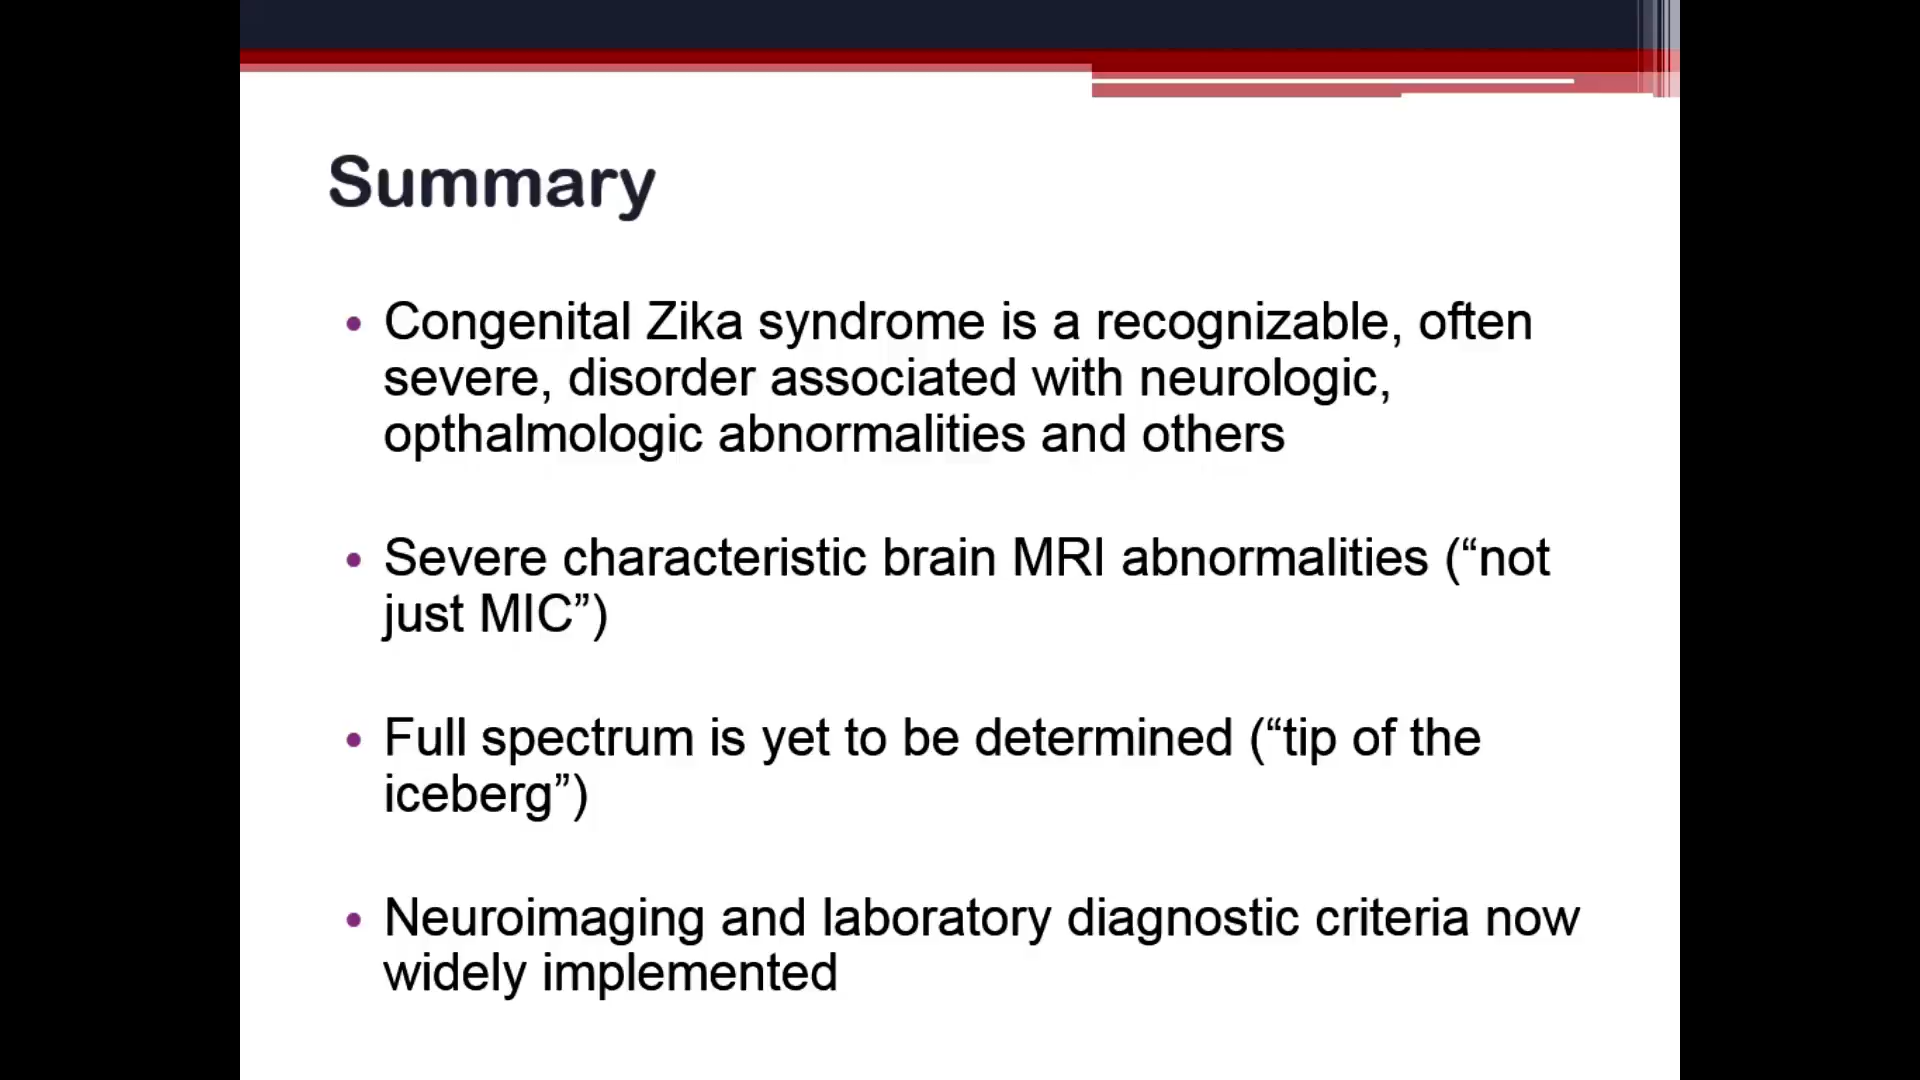 Summary
• Congenital Zika syndrome is a recognizable, often
severe, disorder associated with neurologic,
opthalmologic abnormalities and others
• Severe characteristic brain MRI abnormalities (“not
just MIC”)
• Full spectrum is yet to be determined (“tip of the
iceberg”)
• Neuroimaging and laboratory diagnostic criteria now
widely implemented